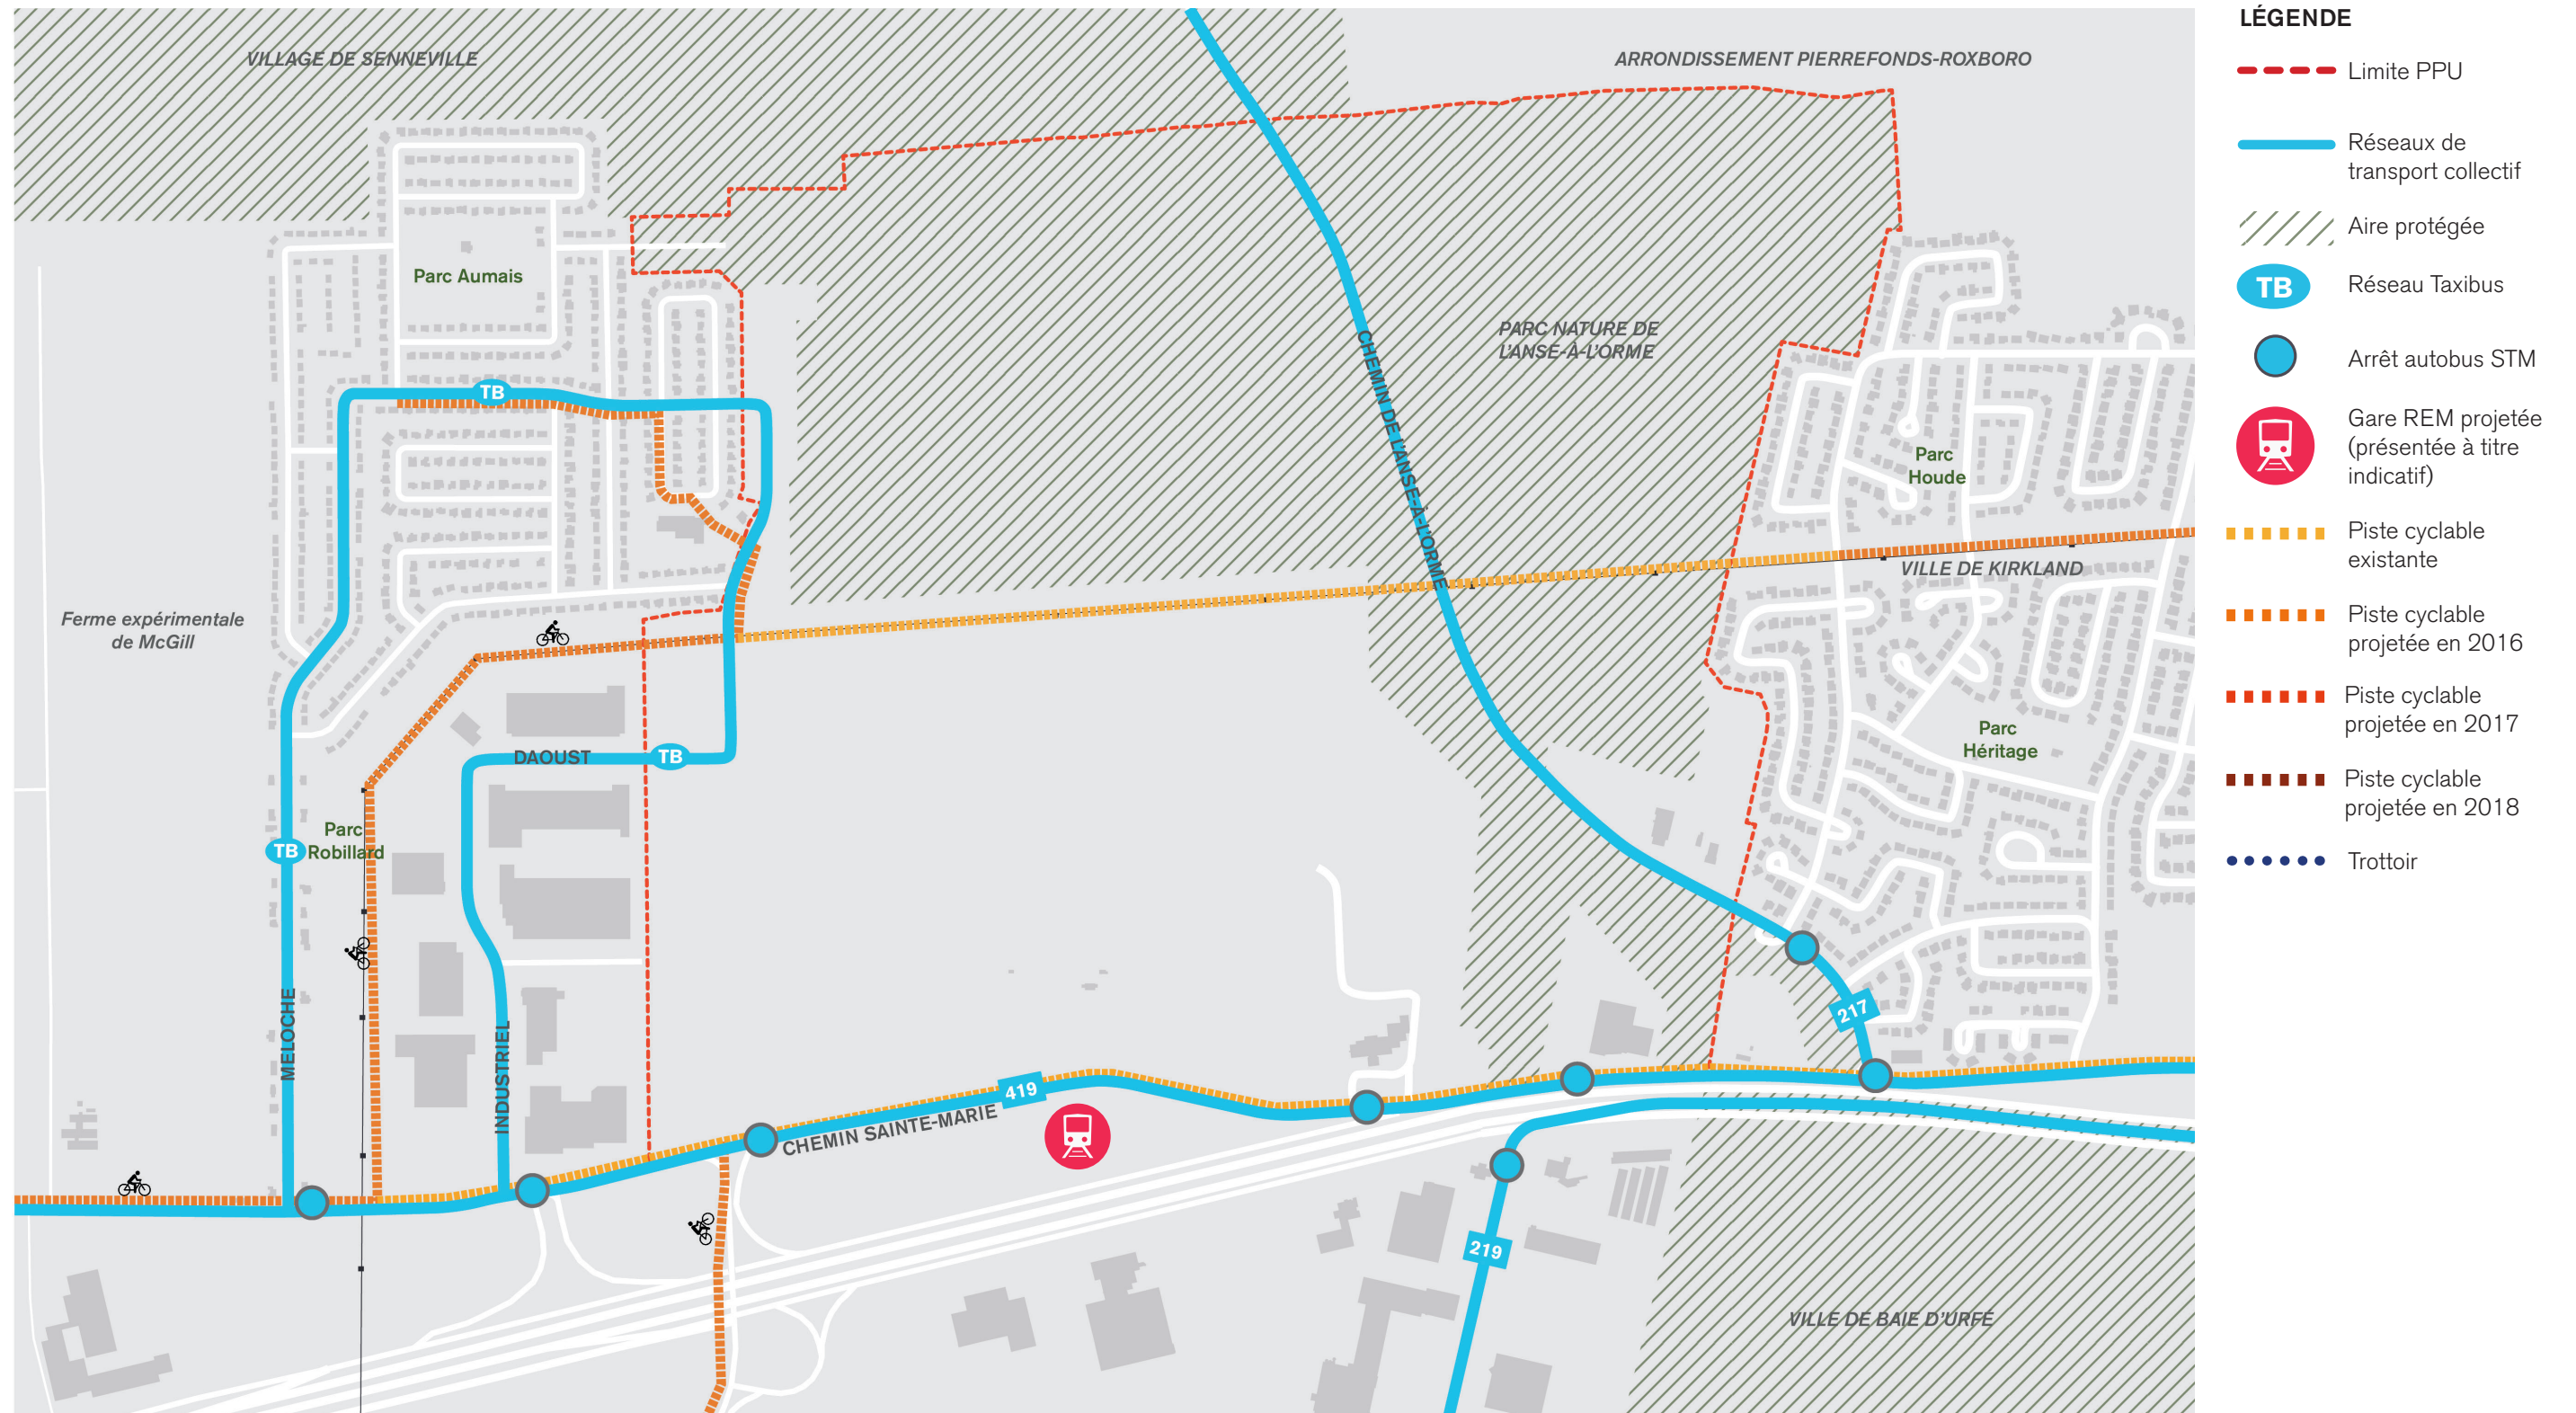 VILLAGE DE SENNEVILLE
ARRONDISSEMENT PIERREFONDS-ROXBORO
Parc Aumais
PARC NATURE DE
L'ANSE-À-L'ORME
CHEMIN DE L'ANSE-À-L'ORME
TB
Parc
Houde
VILLE DE KIRKLAND
Ferme expérimentale
de McGill
Parc
Héritage
DAOUST
TB
Parc
Robillard
TB
MELOCHE
INDUSTRIEL
217
419
CHEMIN SAINTE-MARIE
219
VILLE DE BAIE D'URFÉ
LÉGENDE
Limite PPU
Réseaux de
transport collectif
Aire protégée
TB
Réseau Taxibus
Arrêt autobus STM
Gare REM projetée
(présentée à titre
indicatif)
Piste cyclable
existante
Piste cyclable
projetée en 2016
Piste cyclable
projetée en 2017
Piste cyclable
projetée en 2018
Trottoir